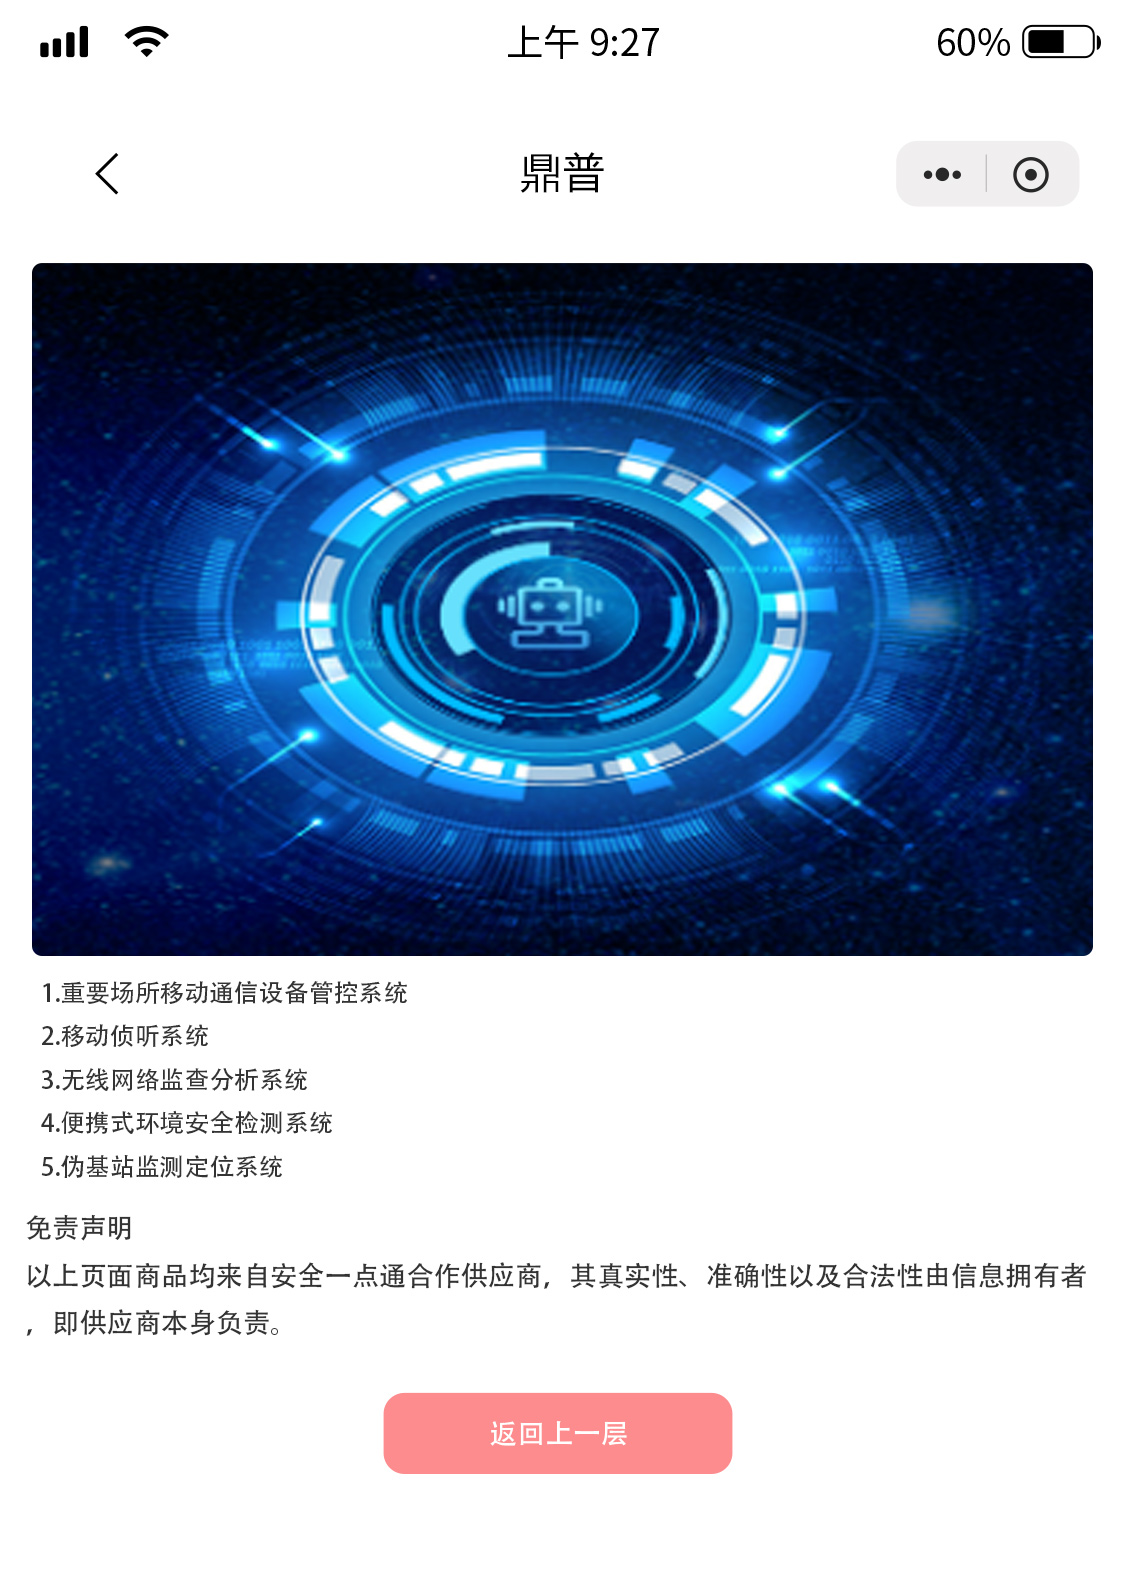 上午 9:27
60%
鼎普
1.重要场所移动通信设备管控系统
2.移动侦听系统
3.无线网络监查分析系统
4.便携式环境安全检测系统
5.伪基站监测定位系统
免责声明
以上页面商品均来自安全一点通合作供应商，其真实性、准确性以及合法性由信息拥有者
，即供应商本身负责。
返回上一层